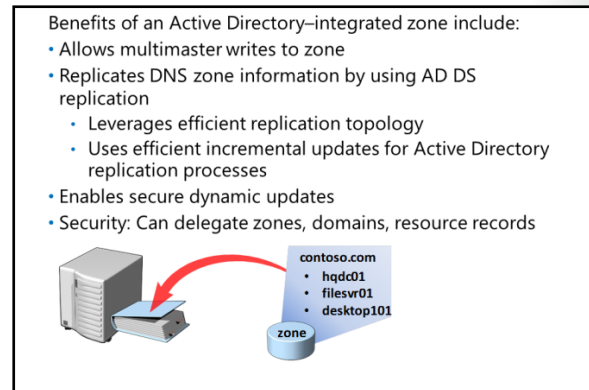 Benefits of an Active Directory–integrated zone include:
• Allows multimaster writes to zone
• Replicates DNS zone information by using AD DS
replication
• Leverages efficient replication topology
• Uses efficient incremental updates for Active Directory
replication processes
• Enables secure dynamic updates
• Security: Can delegate zones, domains, resource records
contoso.com
• hqdc01
• filesvr01
• desktop101
zone